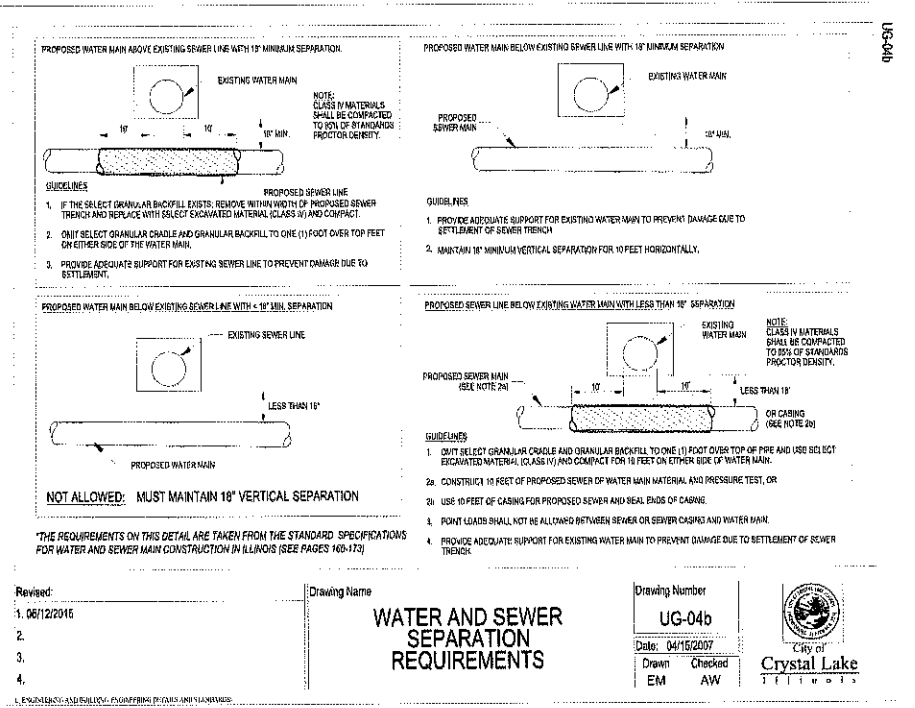 UG-04b
PROPOSED WATER MAIN ABOVE EXISTING SEWER LINE WITH 18" MINIMUM SEPARATION.
EXISTING WATER MAIN
NOTE:
CLASS IV MATERIALS
SHALL BE COMPACTED
TO 95% OF STANDARDS
PROCTOR DENSITY.
10'
10'
18" MIN.
PROPOSED SEWER LINE
GUIDELINES
1. IF THE SELECT GRANULAR BACKFILL EXISTS; REMOVE WITHIN WIDTH OF PROPOSED SEWER
TRENCH AND REPLACE WITH SELECT EXCAVATED MATERIAL (CLASS IV) AND COMPACT.
2. OMIT SELECT GRANULAR CRADLE AND GRANULAR BACKFILL TO ONE (1) FOOT OVER TOP FEET
ON EITHER SIDE OF THE WATER MAIN.
3. PROVIDE ADEQUATE SUPPORT FOR EXISTING SEWER LINE TO PREVENT DAMAGE DUE TO
SETTLEMENT.
PROPOSED WATER MAIN BELOW EXISTING SEWER LINE WITH 18" MINIMUM SEPARATION
EXISTING WATER MAIN
PROPOSED
SEWER MAIN
18" MIN.
GUIDELINES
1. PROVIDE ADEQUATE SUPPORT FOR EXISTING WATER MAIN TO PREVENT DAMAGE DUE TO
SETTLEMENT OF SEWER TRENCH
2. MAINTAIN 18" MINIMUM VERTICAL SEPARATION FOR 10 FEET HORIZONTALLY.
PROPOSED WATER MAIN BELOW EXISTING SEWER LINE WITH < 18" MIN. SEPARATION
EXISTING SEWER LINE
LESS THAN 18"
PROPOSED WATER MAIN
NOT ALLOWED: MUST MAINTAIN 18" VERTICAL SEPARATION
PROPOSED SEWER LINE BELOW EXISTING WATER MAIN WITH LESS THAN 18" SEPARATION
EXISTING
WATER MAIN
NOTE:
CLASS IV MATERIALS
SHALL BE COMPACTED
TO 95% OF STANDARDS
PROCTOR DENSITY.
PROPOSED SEWER MAIN
(SEE NOTE 2a)
10'
10'
LESS THAN 18"
OR CASING
(SEE NOTE 2b)
GUIDELINES
1. OMIT SELECT GRANULAR CRADLE AND GRANULAR BACKFILL TO ONE (1) FOOT OVER TOP OF PIPE AND USE SELECT
EXCAVATED MATERIAL (CLASS IV) AND COMPACT FOR 10 FEET ON EITHER SIDE OF WATER MAIN.
2a. CONSTRUCT 10 FEET OF PROPOSED SEWER OF WATER MAIN MATERIAL AND PRESSURE TEST, OR
2b USE 10 FEET OF CASING FOR PROPOSED SEWER AND SEAL ENDS OF CASING.
3. POINT LOADS SHALL NOT BE ALLOWED BETWEEN SEWER OR SEWER CASING AND WATER MAIN.
4. PROVIDE ADEQUATE SUPPORT FOR EXISTING WATER MAIN TO PREVENT DAMAGE DUE TO SETTLEMENT OF SEWER
TRENCH.
*THE REQUIREMENTS ON THIS DETAIL ARE TAKEN FROM THE STANDARD SPECIFICATIONS
FOR WATER AND SEWER MAIN CONSTRUCTION IN ILLINOIS (SEE PAGES 169-173)
Revised:
1. 06/12/2015
2.
3.
4.
Drawing Name
WATER AND SEWER
SEPARATION
REQUIREMENTS
Drawing Number
UG-04b
Date: 04/15/2007
Drawn Checked
EM AW
City of
Crystal Lake
Illinois